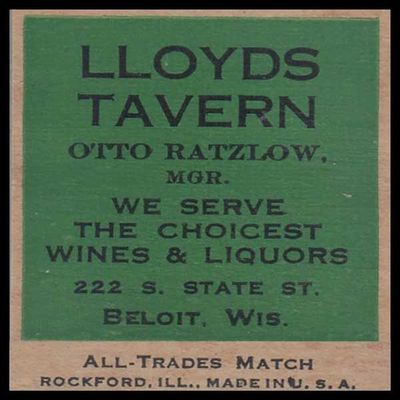 LLOYDS
TAVERN
OTTO RATZLOW,
MGR.
WE SERVE
THE CHOICEST
WINES & LIQUORS
222 S. STATE ST.
BELOIT, WIS.
ALL-TRADES MATCH
ROCKFORD, ILL., MADE IN U. S. A.